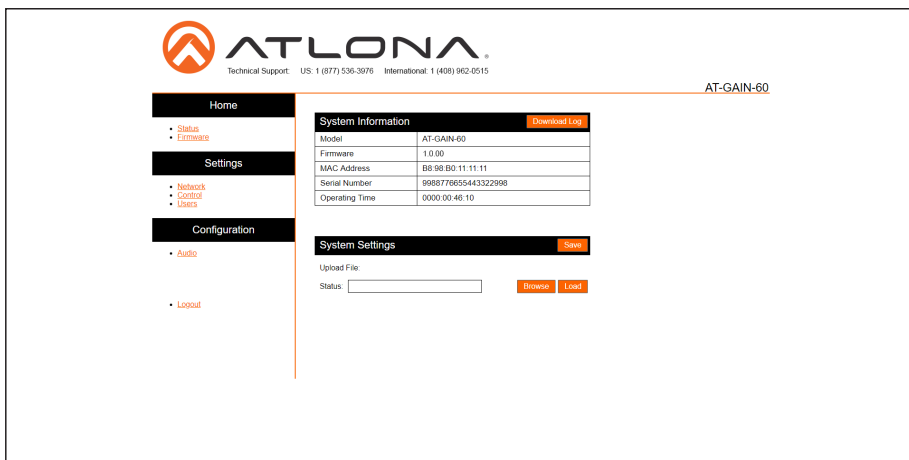 ATLONA.
Technical Support: US: 1 (877) 536-3976 International: 1 (408) 962-0515
AT-GAIN-60
Home
Status
Firmware
Settings
Network
Control
Users
Configuration
Audio
Logout
System Information Download Log
Model AT-GAIN-60
Firmware 1.0.00
MAC Address B8:98:B0:11:11:11
Serial Number 9988776655443322998
Operating Time 0000:00:46:10
System Settings Save
Upload File:
Status: Browse Load